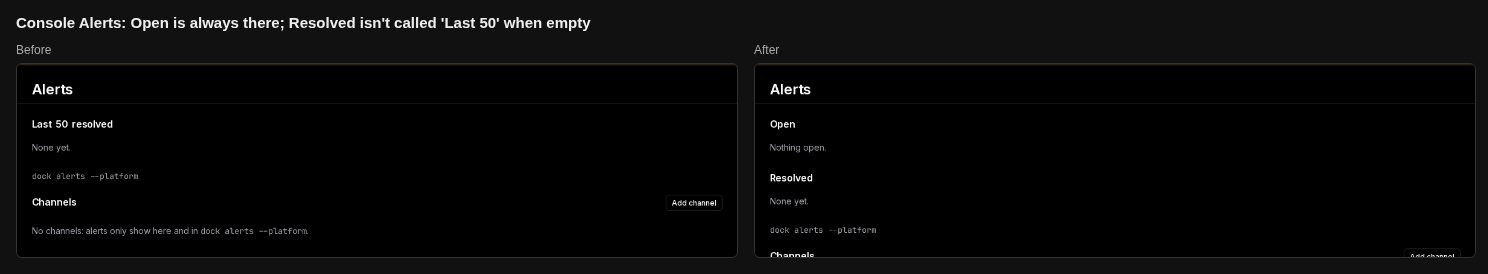 Console Alerts: Open is always there; Resolved isn't called 'Last 50' when empty
Before
Alerts
Last 50 resolved
None yet.
dock alerts --platform
Channels
Add channel
No channels: alerts only show here and in dock alerts --platform.
After
Alerts
Open
Nothing open.
Resolved
None yet.
dock alerts --platform
Channels
Add channel